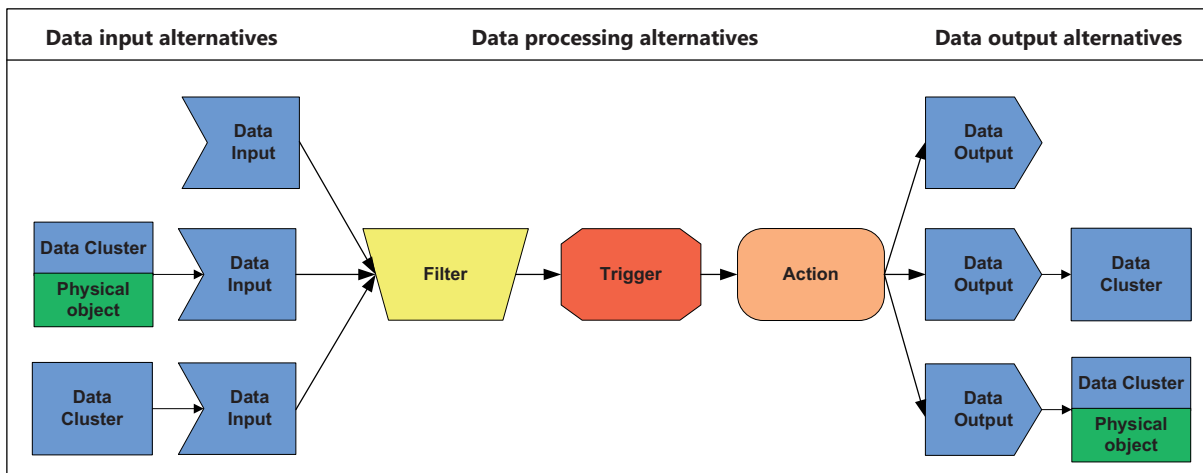 Data input alternatives
Data processing alternatives
Data output alternatives
Data
Input
Data
Output
Data Cluster
Physical
object
Data
Input
Filter
Trigger
Action
Data
Output
Data
Cluster
Data
Cluster
Data
Input
Data
Output
Data Cluster
Physical
object